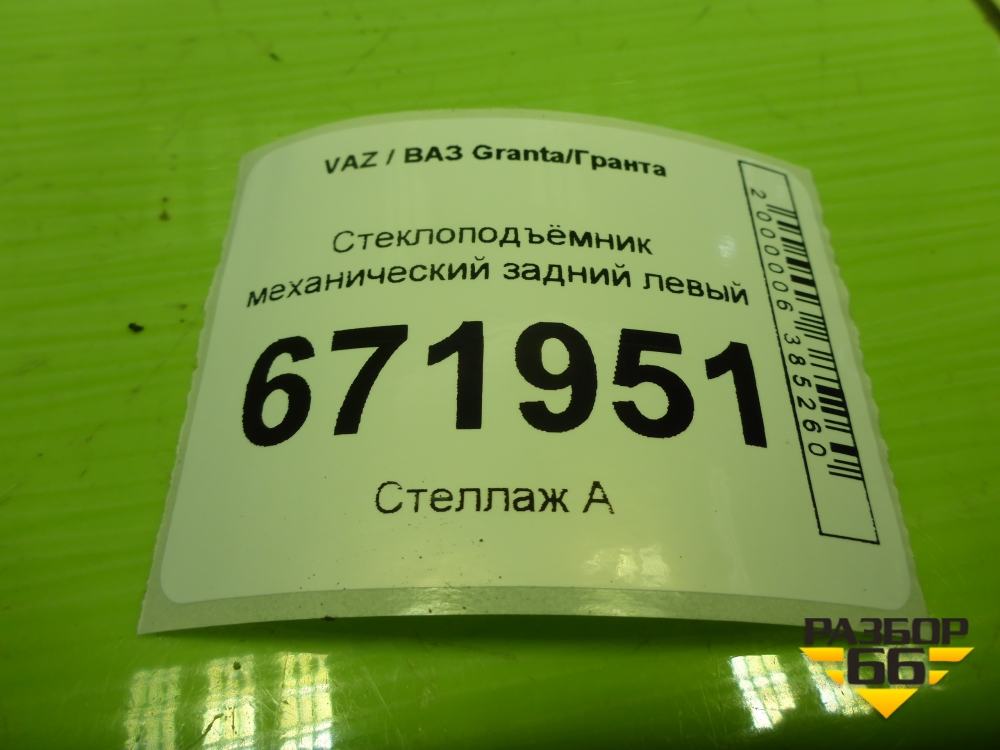 VAZ / ВАЗ Granta/Гранта
Стеклоподъёмник
механический задний левый
671951
Стеллаж А
2000006385260
РАЗБОР
66